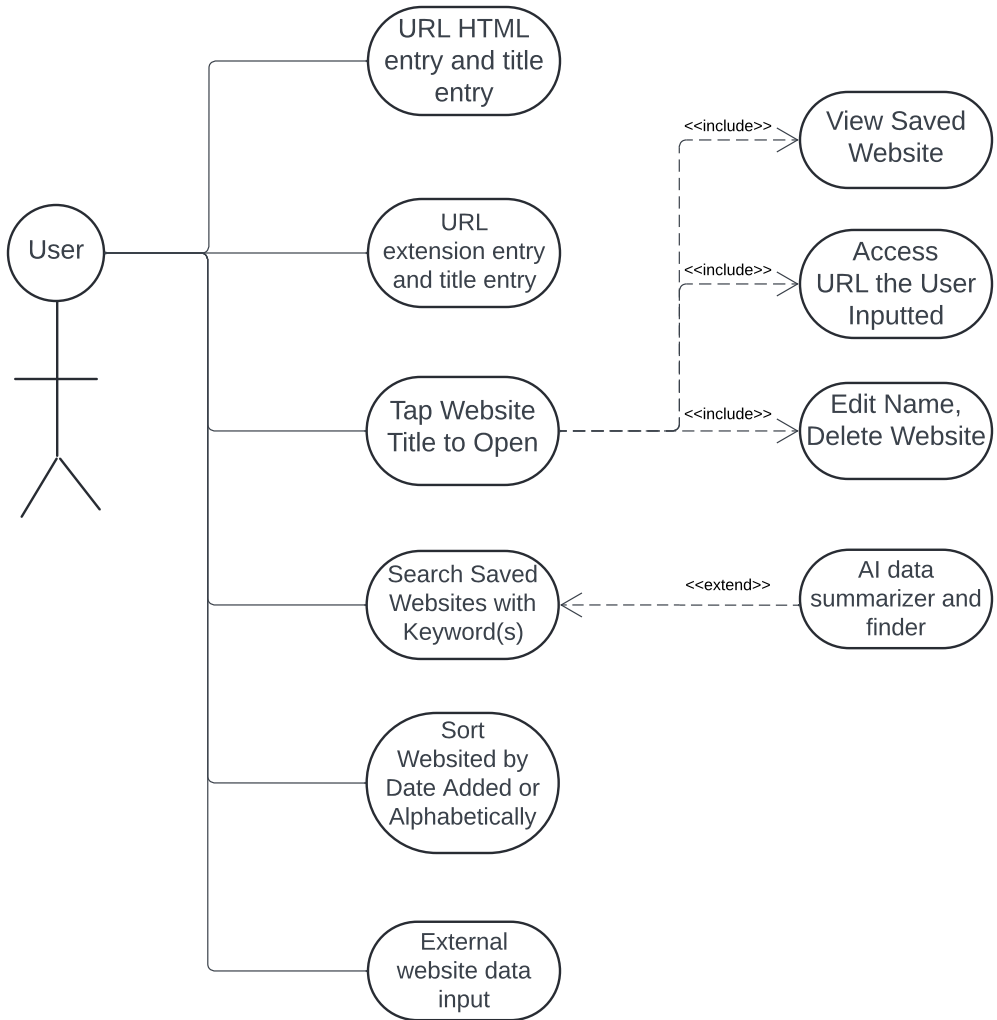 URL HTML
entry and title
entry
<<include>>
View Saved
Website
User
URL
extension entry
and title entry
<<include>>
Access
URL the User
Inputted
Tap Website
Title to Open
<<include>>
Edit Name,
Delete Website
Search Saved
Websites with
Keyword(s)
<<extend>>
AI data
summarizer and
finder
Sort
Websited by
Date Added or
Alphabetically
External
website data
input